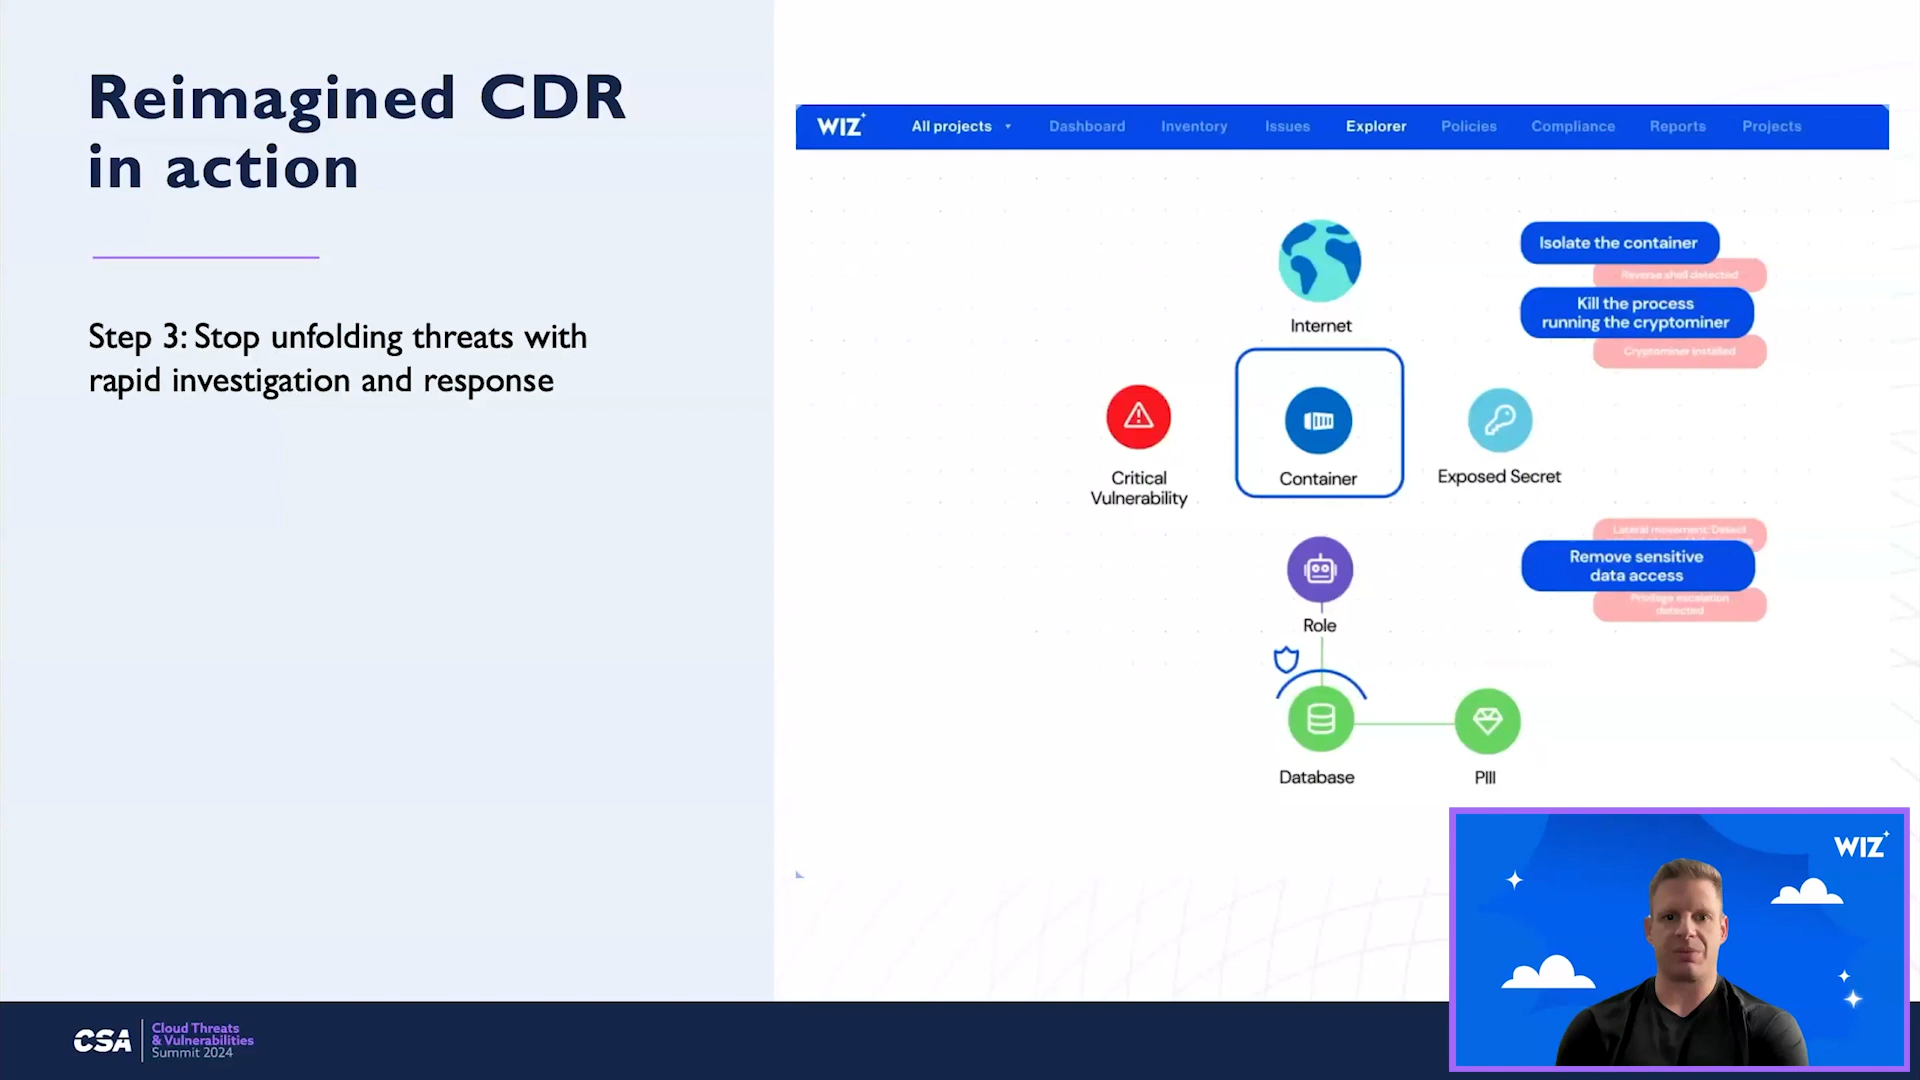 Reimagined CDR
in action
Step 3: Stop unfolding threats with
rapid investigation and response
WIZ
All projects
Dashboard
Inventory
Issues
Explorer
Policies
Compliance
Reports
Projects
Internet
Isolate the container
Reverse shell detected
Kill the process
running the cryptominer
Cryptominer installed
Critical
Vulnerability
Container
Exposed Secret
Lateral movement: Detect
Remove sensitive
data access
Privilege escalation
detected
Role
Database
PIII
WIZ
CSA
Cloud Threats
& Vulnerabilities
Summit 2024